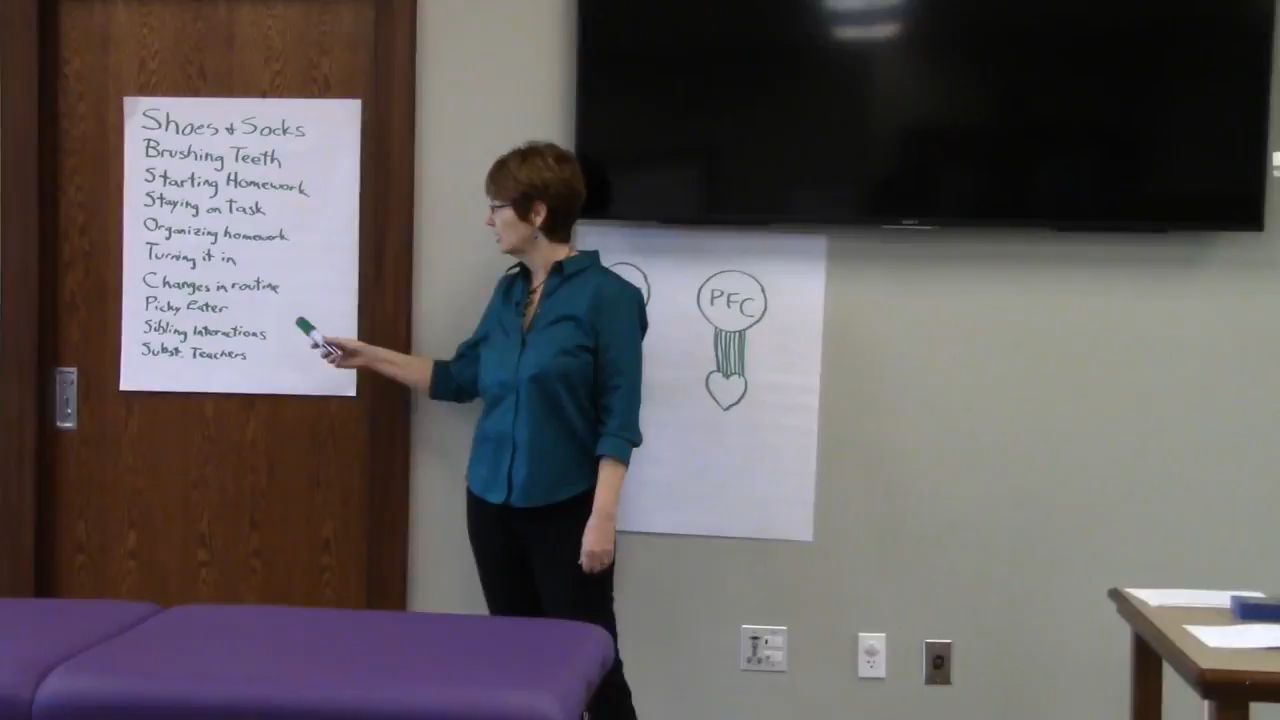 Shoes & Socks
Brushing Teeth
Starting Homework
Staying on Task
Organizing homework
Turning it in
Changes in routine
Picky Eater
Sibling Interactions
Subst. Teachers
PFC